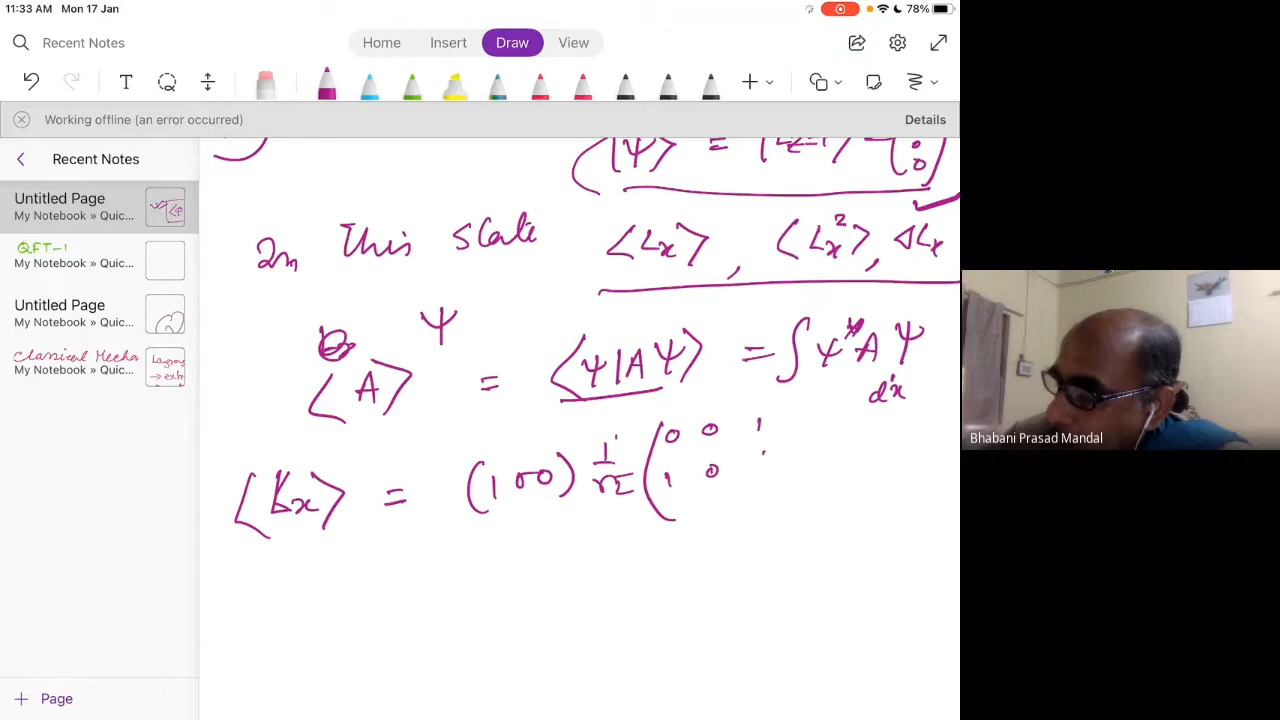 11:33 AM Mon 17 Jan
78%
Recent Notes
Home Insert Draw View
Working offline (an error occurred)
Details
Recent Notes
Untitled Page
My Notebook » Quic...
QFT-1
My Notebook » Quic...
Untitled Page
My Notebook » Quic...
Classical Mecha
My Notebook » Quic...
Page
|Ψ⟩ =
In this state ⟨Lx⟩, ⟨Lx²⟩, ΔLx
Ψ
⟨A⟩ = ⟨Ψ|AΨ⟩ = ∫Ψ*AΨ
⟨Lx⟩ = (1 0 0) 1/√2 ( 0 0 1
1 0
Bhabani Prasad Mandal